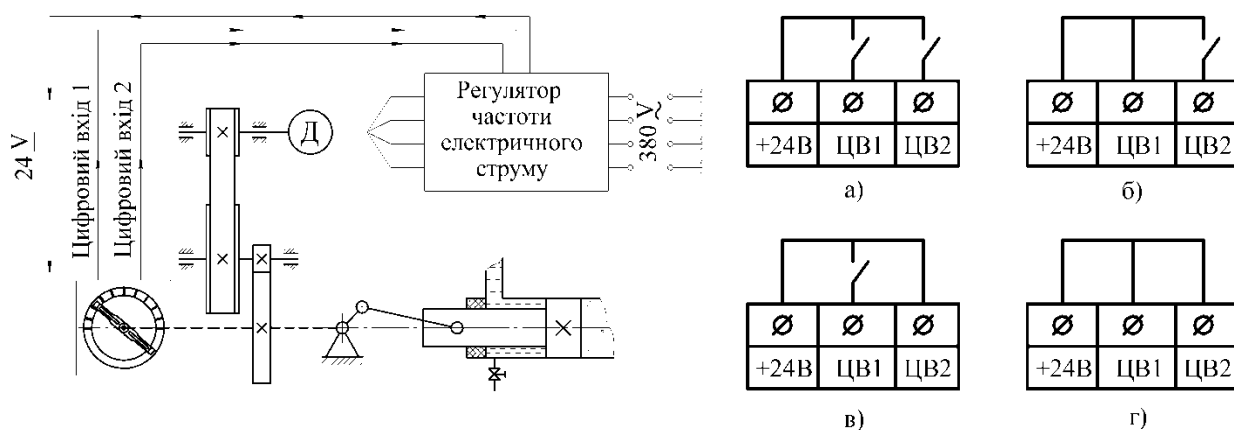 Цифровий вхід 1
Цифровий вхід 2
24 V
Д
Регулятор
частоти
електричного
струму
380 V ~
+24В ЦВ1 ЦВ2
а)
+24В ЦВ1 ЦВ2
б)
+24В ЦВ1 ЦВ2
в)
+24В ЦВ1 ЦВ2
г)